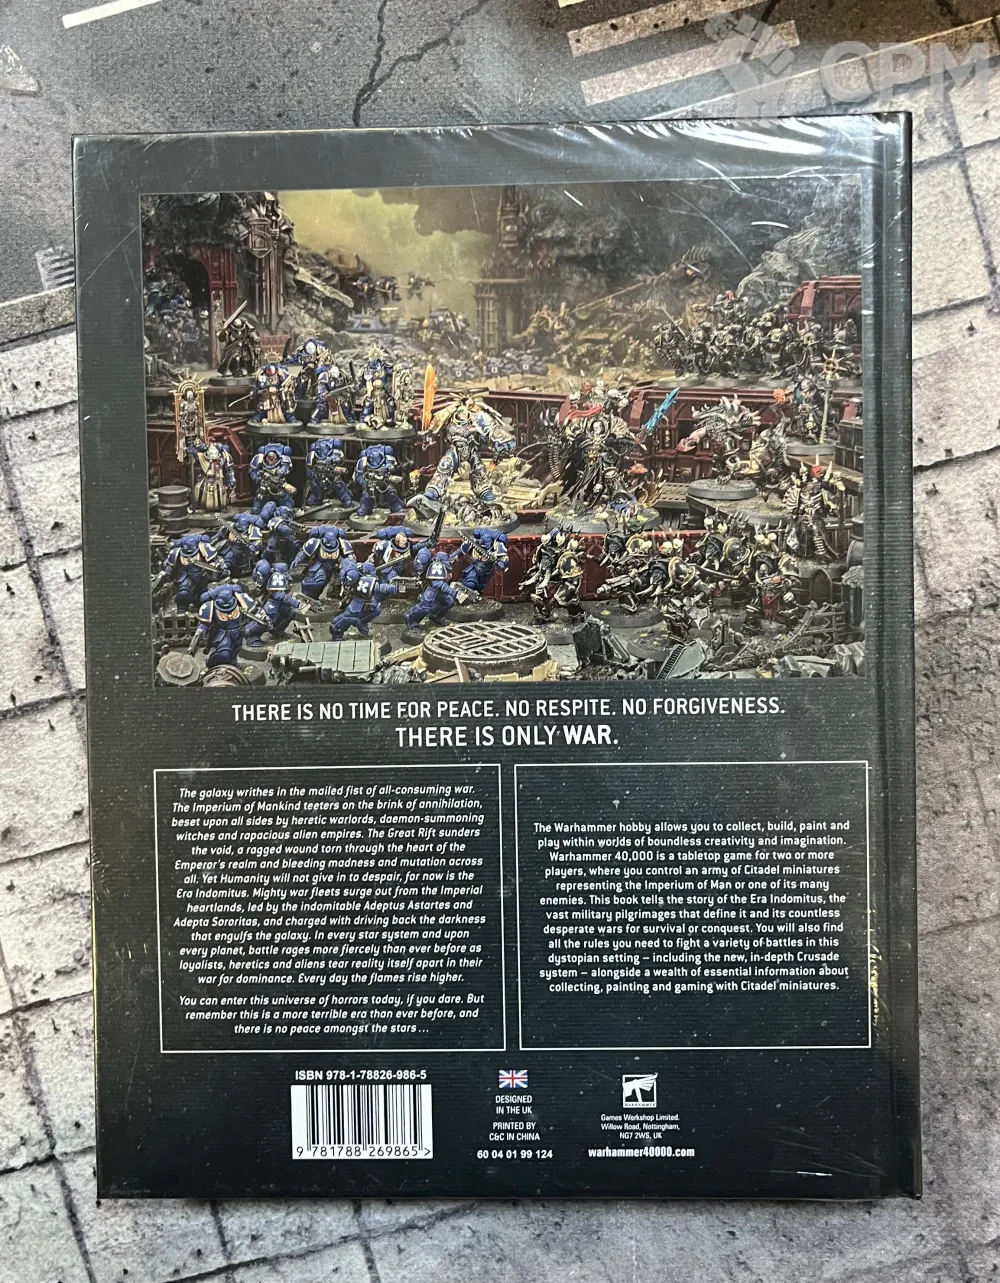 CPM
THERE IS NO TIME FOR PEACE. NO RESPITE. NO FORGIVENESS.
THERE IS ONLY WAR.
The galaxy writhes in the mailed fist of all-consuming war.
The Imperium of Mankind teeters on the brink of annihilation,
beset upon all sides by heretic warlords, daemon-summoning
witches and rapacious alien empires. The Great Rift sunders
the void, a ragged wound torn through the heart of the
Emperor's realm and bleeding madness and mutation across
all. Yet Humanity will not give in to despair, for now is the
Era Indomitus. Mighty war fleets surge out from the Imperial
heartlands, led by the indomitable Adeptus Astartes and
Adepta Sororitas, and charged with driving back the darkness
that engulfs the galaxy. In every star system and upon
every planet, battle rages more fiercely than ever before as
loyalists, heretics and aliens tear reality itself apart in their
war for dominance. Every day the flames rise higher.
You can enter this universe of horrors today, if you dare. But
remember this is a more terrible era than ever before, and
there is no peace amongst the stars ...
The Warhammer hobby allows you to collect, build, paint and
play within worlds of boundless creativity and imagination.
Warhammer 40,000 is a tabletop game for two or more
players, where you control an army of Citadel miniatures
representing the Imperium of Man or one of its many
enemies. This book tells the story of the Era Indomitus, the
vast military pilgrimages that define it and its countless
desperate wars for survival or conquest. You will also find
all the rules you need to fight a variety of battles in this
dystopian setting – including the new, in-depth Crusade
system – alongside a wealth of essential information about
collecting, painting and gaming with Citadel miniatures.
ISBN 978-1-78826-986-5
9 781788 269865 >
DESIGNED
IN THE UK
PRINTED BY
C&C IN CHINA
60 04 01 99 124
WARHAMMER
Games Workshop Limited.
Willow Road, Nottingham,
NG7 2WS, UK
warhammer40000.com